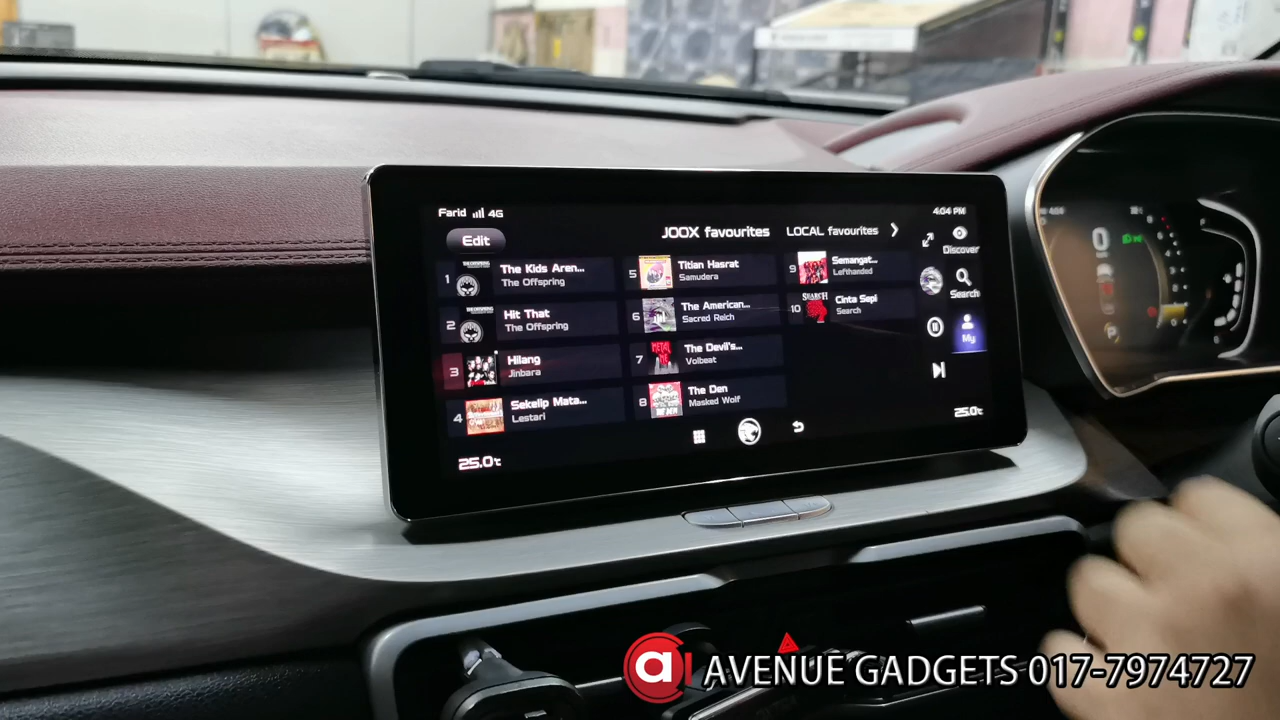 Farid 4G
4:04 PM
Edit
JOOX favourites
LOCAL favourites
Discover
Search
My
1 The Kids Aren...
The Offspring
2 Hit That
The Offspring
3 Hilang
Jinbara
4 Sekelip Mata...
Lestari
5 Titian Hasrat
Samudera
6 The American...
Sacred Reich
7 The Devil's...
Volbeat
8 The Den
Masked Wolf
9 Semangat...
Lefthanded
10 Cinta Sepi
Search
SEARCH
25.0℃
25.0℃
0
P
a AVENUE GADGETS 017-7974727